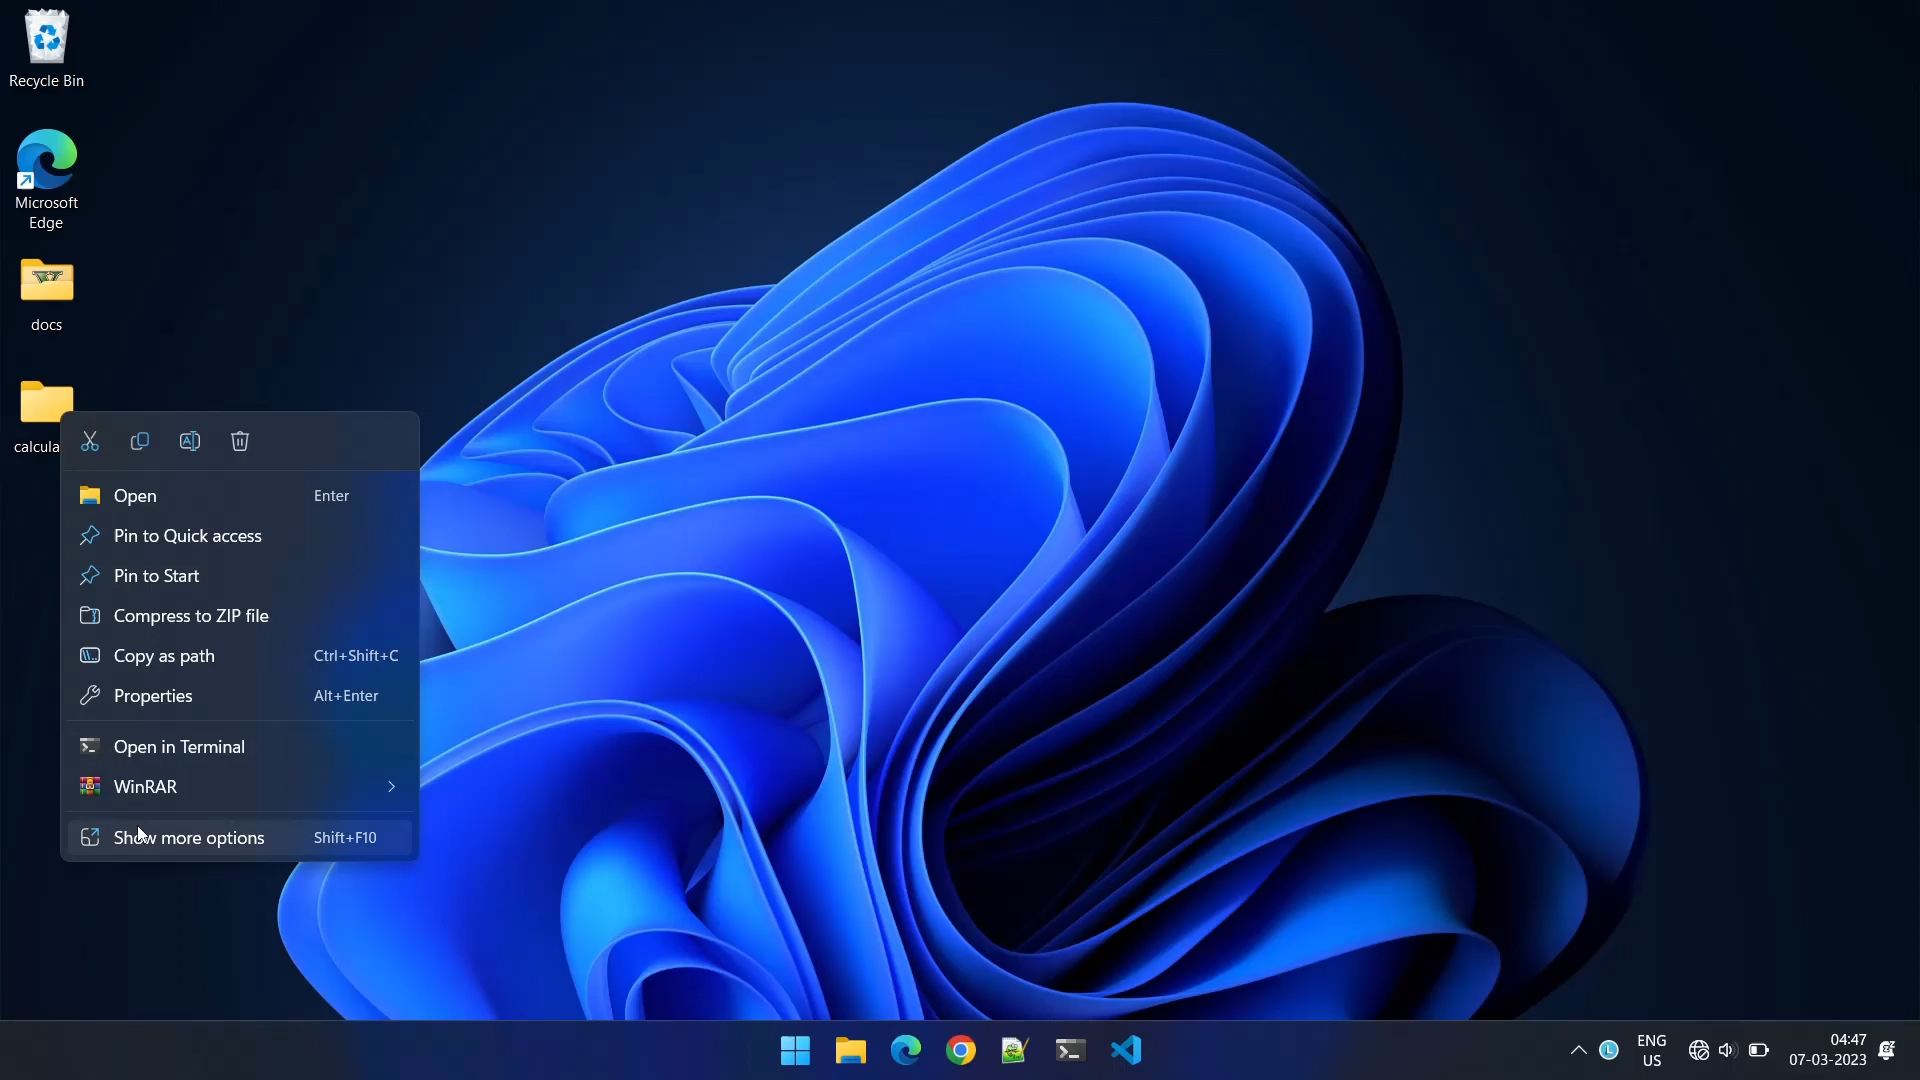 Recycle Bin
Microsoft
Edge
docs
calcula
Open Enter
Pin to Quick access
Pin to Start
Compress to ZIP file
Copy as path Ctrl+Shift+C
Properties Alt+Enter
Open in Terminal
WinRAR
Show more options Shift+F10
L
ENG
US
04:47
07-03-2023